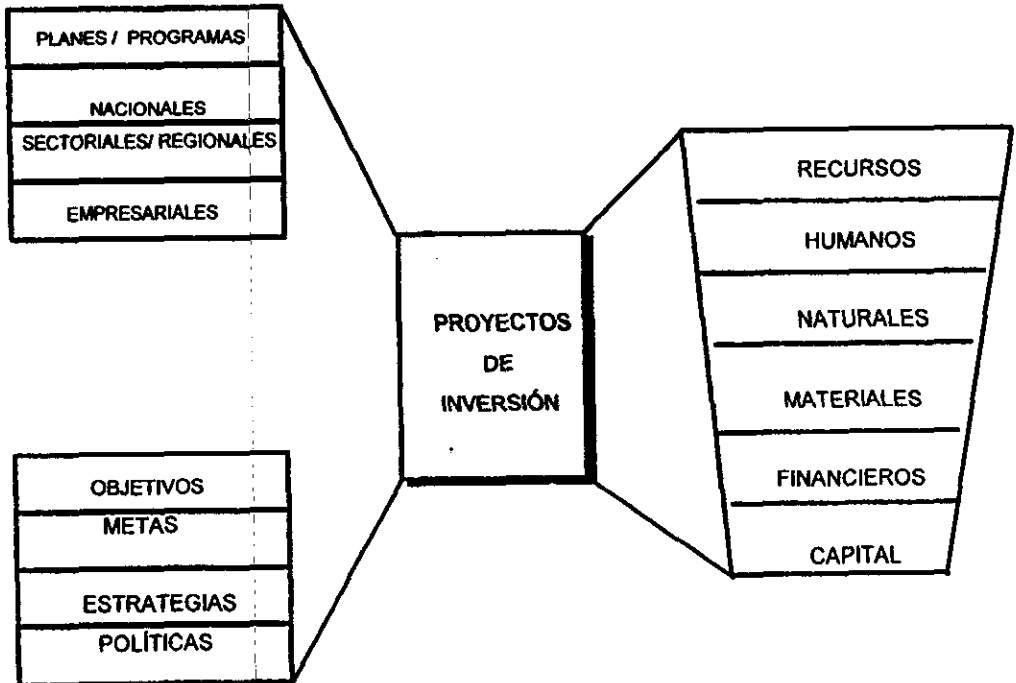 PLANES / PROGRAMAS
NACIONALES
SECTORIALES/ REGIONALES
EMPRESARIALES
OBJETIVOS
METAS
ESTRATEGIAS
POLÍTICAS
PROYECTOS
DE
INVERSIÓN
RECURSOS
HUMANOS
NATURALES
MATERIALES
FINANCIEROS
CAPITAL